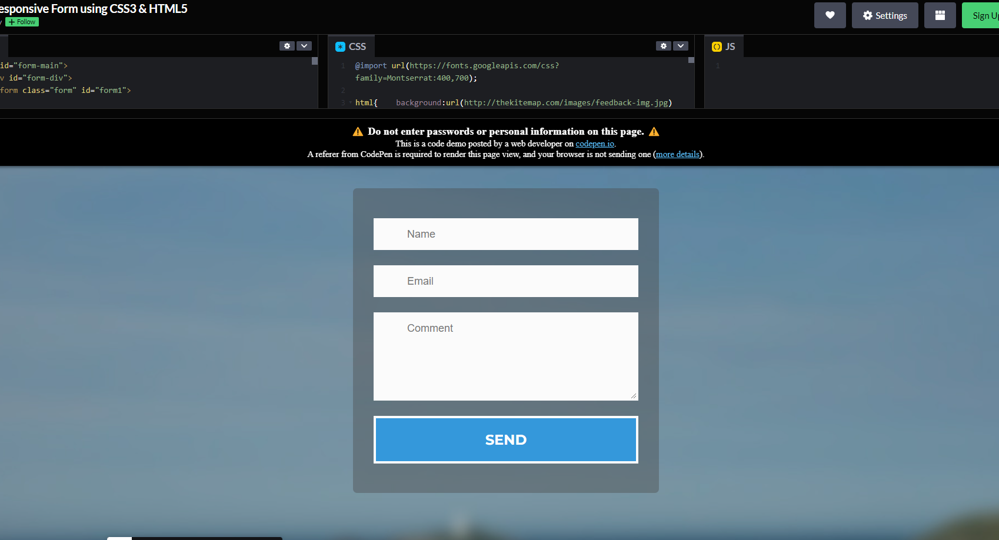 esponsive Form using CSS3 & HTML5
+ Follow
Settings
Sign U
CSS
JS
id="form-main">
v id="form-div">
form class="form" id="form1">
1 @import url(https://fonts.googleapis.com/css?
family=Montserrat:400,700);
2
3 html{ background:url(http://thekitemap.com/images/feedback-img.jpg)
1
Do not enter passwords or personal information on this page.
This is a code demo posted by a web developer on codepen.io.
A referer from CodePen is required to render this page view, and your browser is not sending one (more details).
Name
Email
Comment
SEND